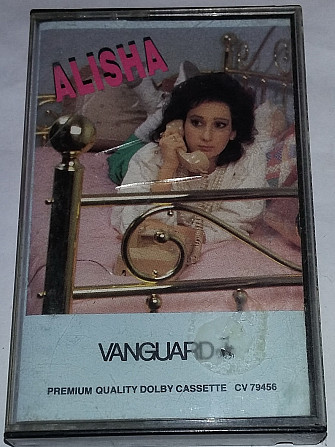 ALISHA
VANGUARD
PREMIUM QUALITY DOLBY CASSETTE CV 79456